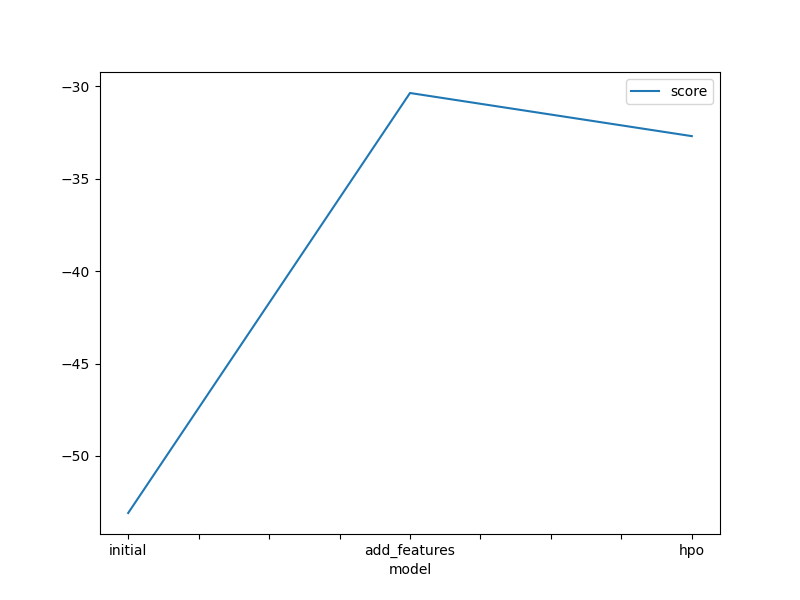 −30
score
−35
−40
−45
−50
initial
add_features
hpo
model